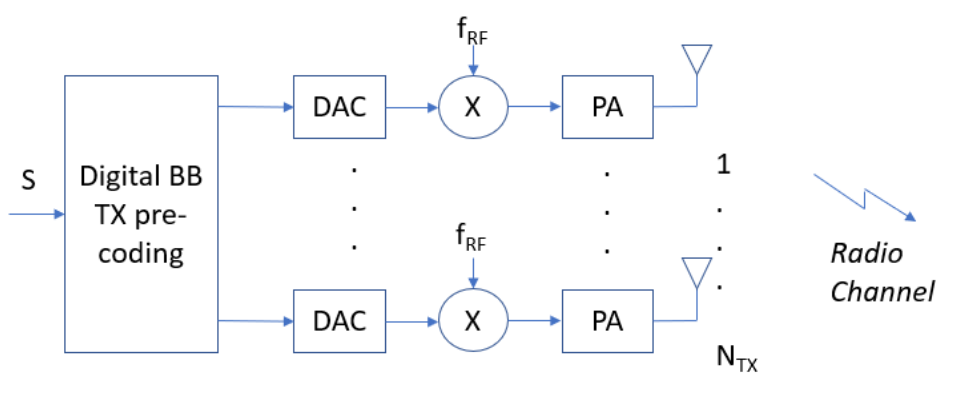 f_RF
DAC
X
PA
S
Digital BB
TX pre-
coding
1
f_RF
Radio
Channel
DAC
X
PA
N_TX